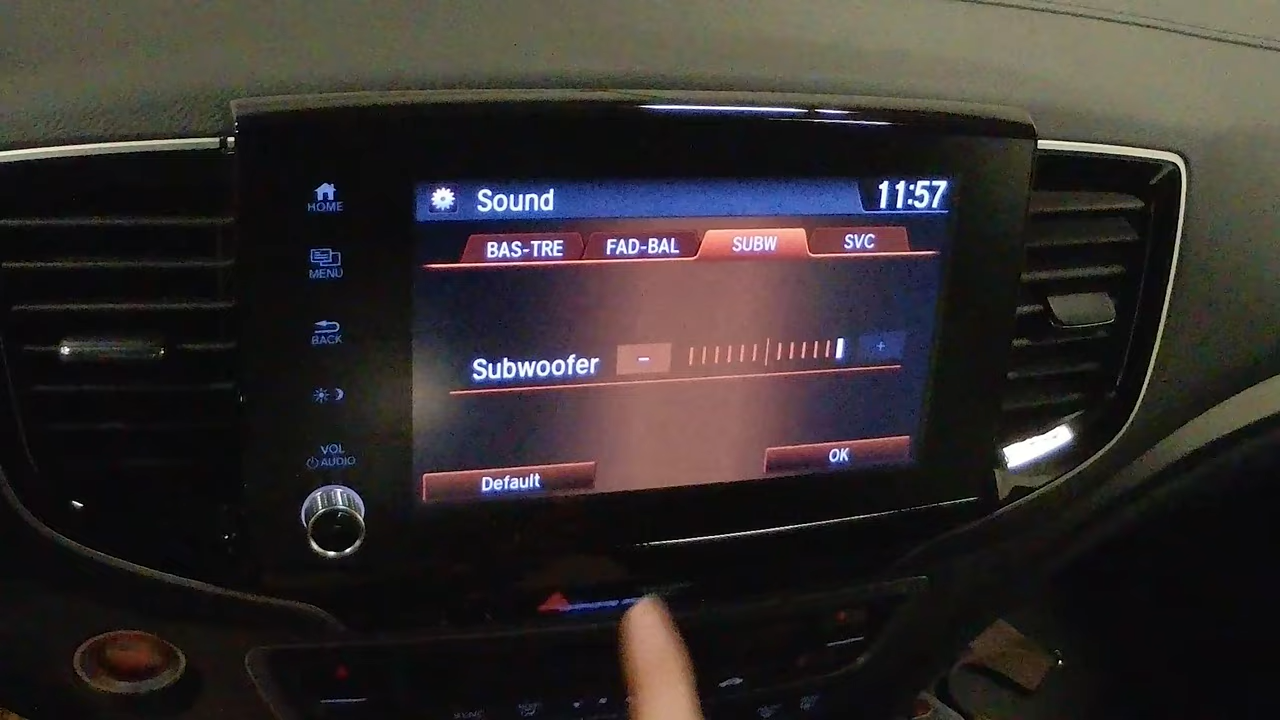 HOME
MENU
BACK
VOL
AUDIO
Sound
11:57
BAS-TRE
FAD-BAL
SUBW
SVC
Subwoofer
-
+
Default
OK